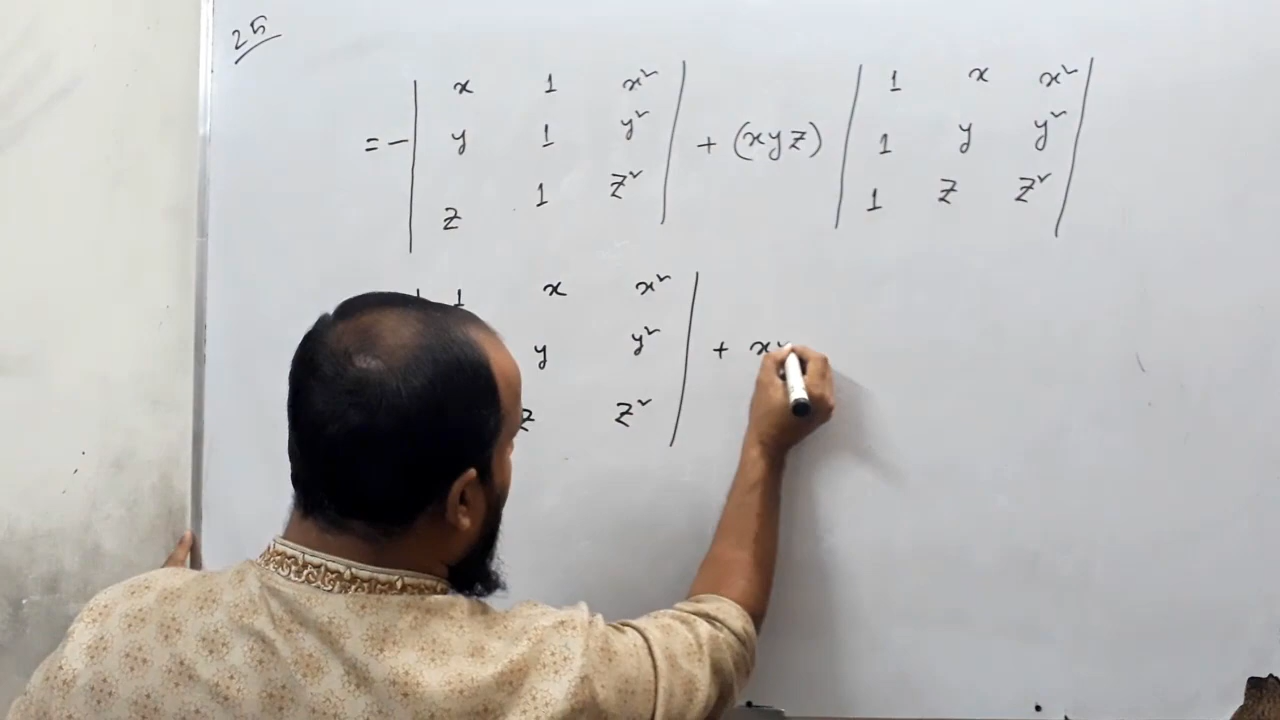 25
x 1 x² 1 x x²
= - y 1 y² + (xyz) 1 y y²
z 1 z² 1 z z²
1 x x²
y y² + x
z z²